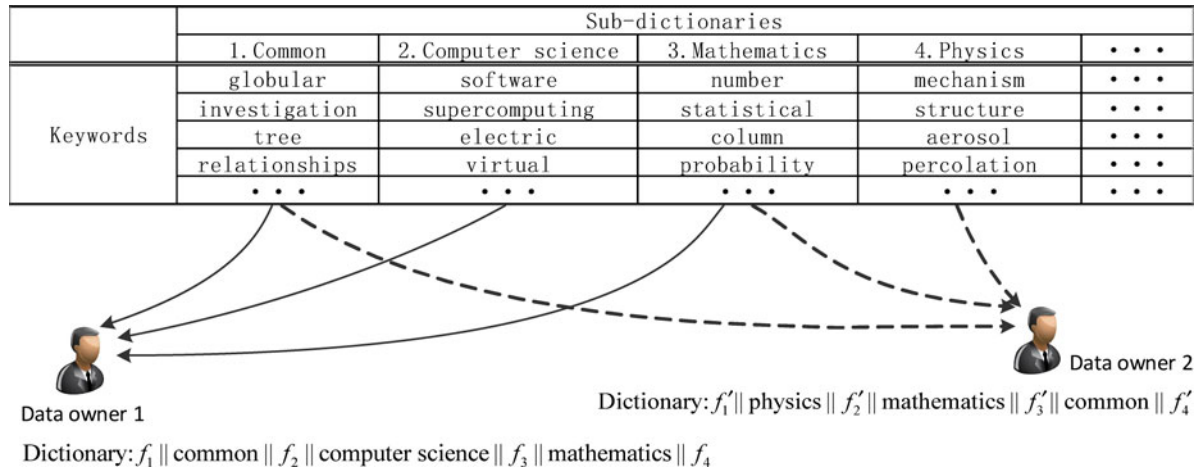 Sub-dictionaries
1.Common 2.Computer science 3.Mathematics 4.Physics • • •
globular software number mechanism • • •
investigation supercomputing statistical structure • • •
Keywords tree electric column aerosol • • •
relationships virtual probability percolation • • •
• • • • • • • • • • • • • • •
Data owner 2
Data owner 1
Dictionary: f₁′ || physics || f₂′ || mathematics || f₃′ || common || f₄′
Dictionary: f₁ || common || f₂ || computer science || f₃ || mathematics || f₄